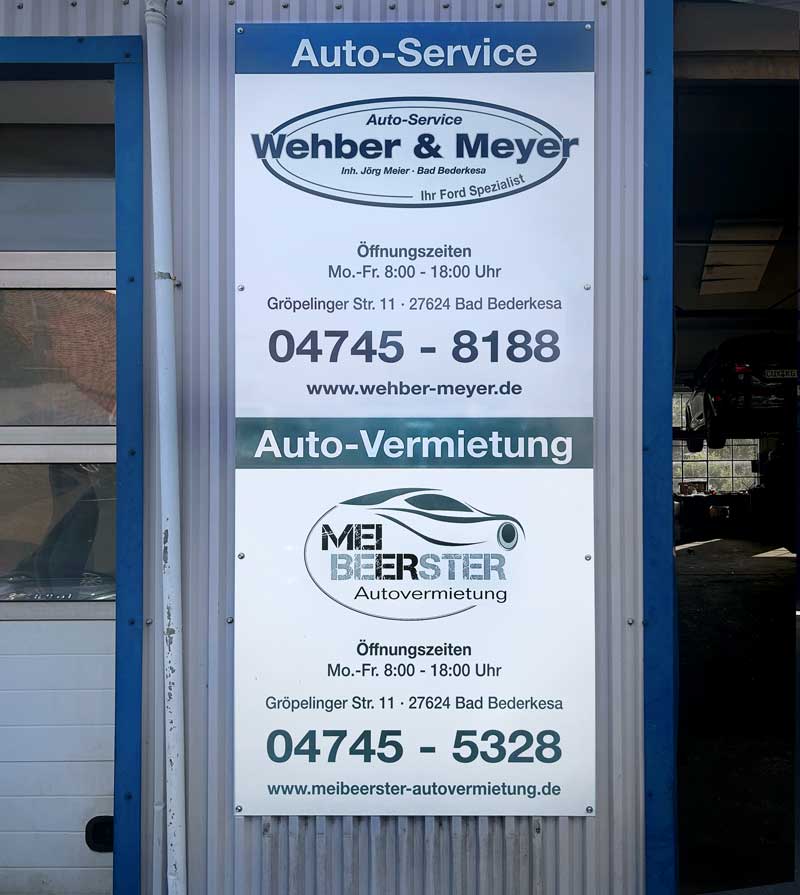 Auto-Service
Auto-Service
Wehber & Meyer
Inh. Jörg Meier · Bad Bederkesa
Ihr Ford Spezialist
Öffnungszeiten
Mo.-Fr. 8:00 - 18:00 Uhr
Gröpelinger Str. 11 · 27624 Bad Bederkesa
04745 - 8188
www.wehber-meyer.de
Auto-Vermietung
MEI
BEERSTER
Autovermietung
Öffnungszeiten
Mo.-Fr. 8:00 - 18:00 Uhr
Gröpelinger Str. 11 · 27624 Bad Bederkesa
04745 - 5328
www.meibeerster-autovermietung.de